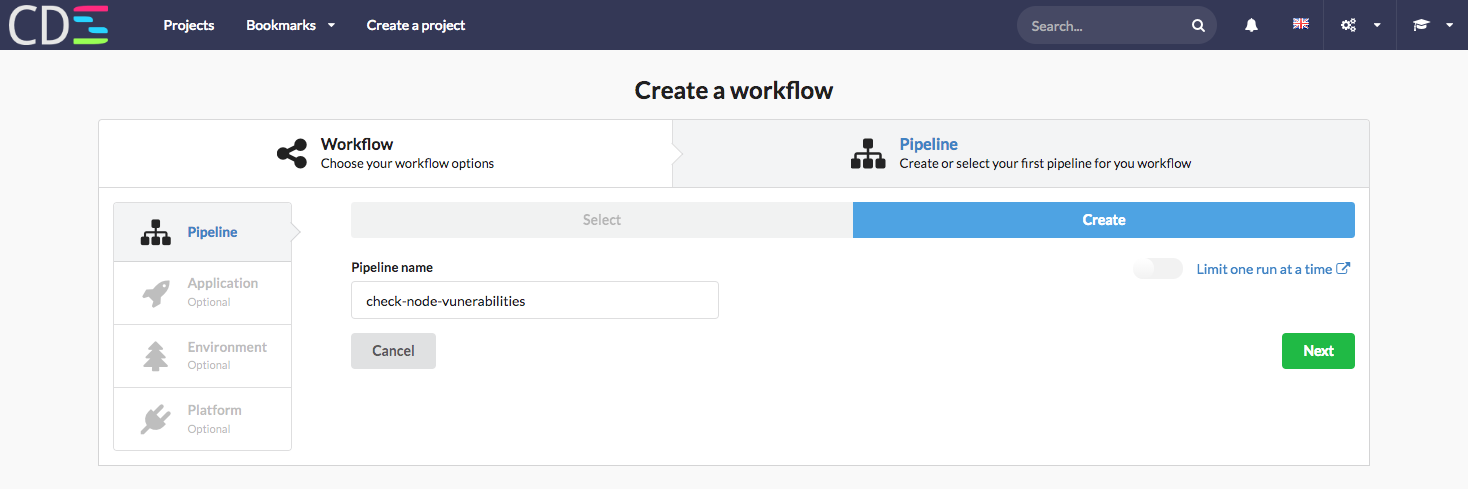 CDS
Projects
Bookmarks
Create a project
Search...
Create a workflow
Workflow
Choose your workflow options
Pipeline
Create or select your first pipeline for you workflow
Pipeline
Application
Optional
Environment
Optional
Platform
Optional
Select
Create
Pipeline name
Limit one run at a time
check-node-vunerabilities
Cancel
Next